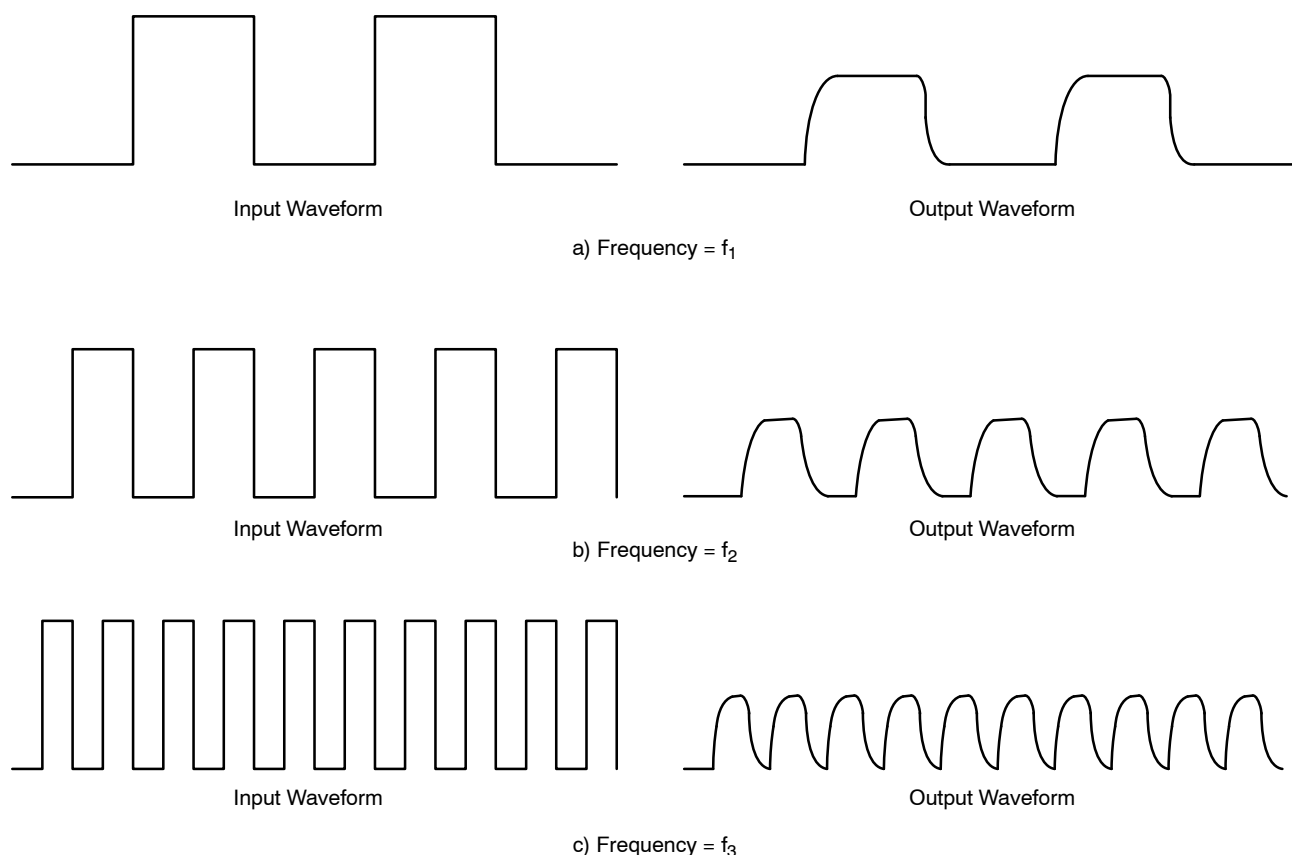 Input Waveform
Output Waveform
a) Frequency = f₁
Input Waveform
Output Waveform
b) Frequency = f₂
Input Waveform
Output Waveform
c) Frequency = f₃